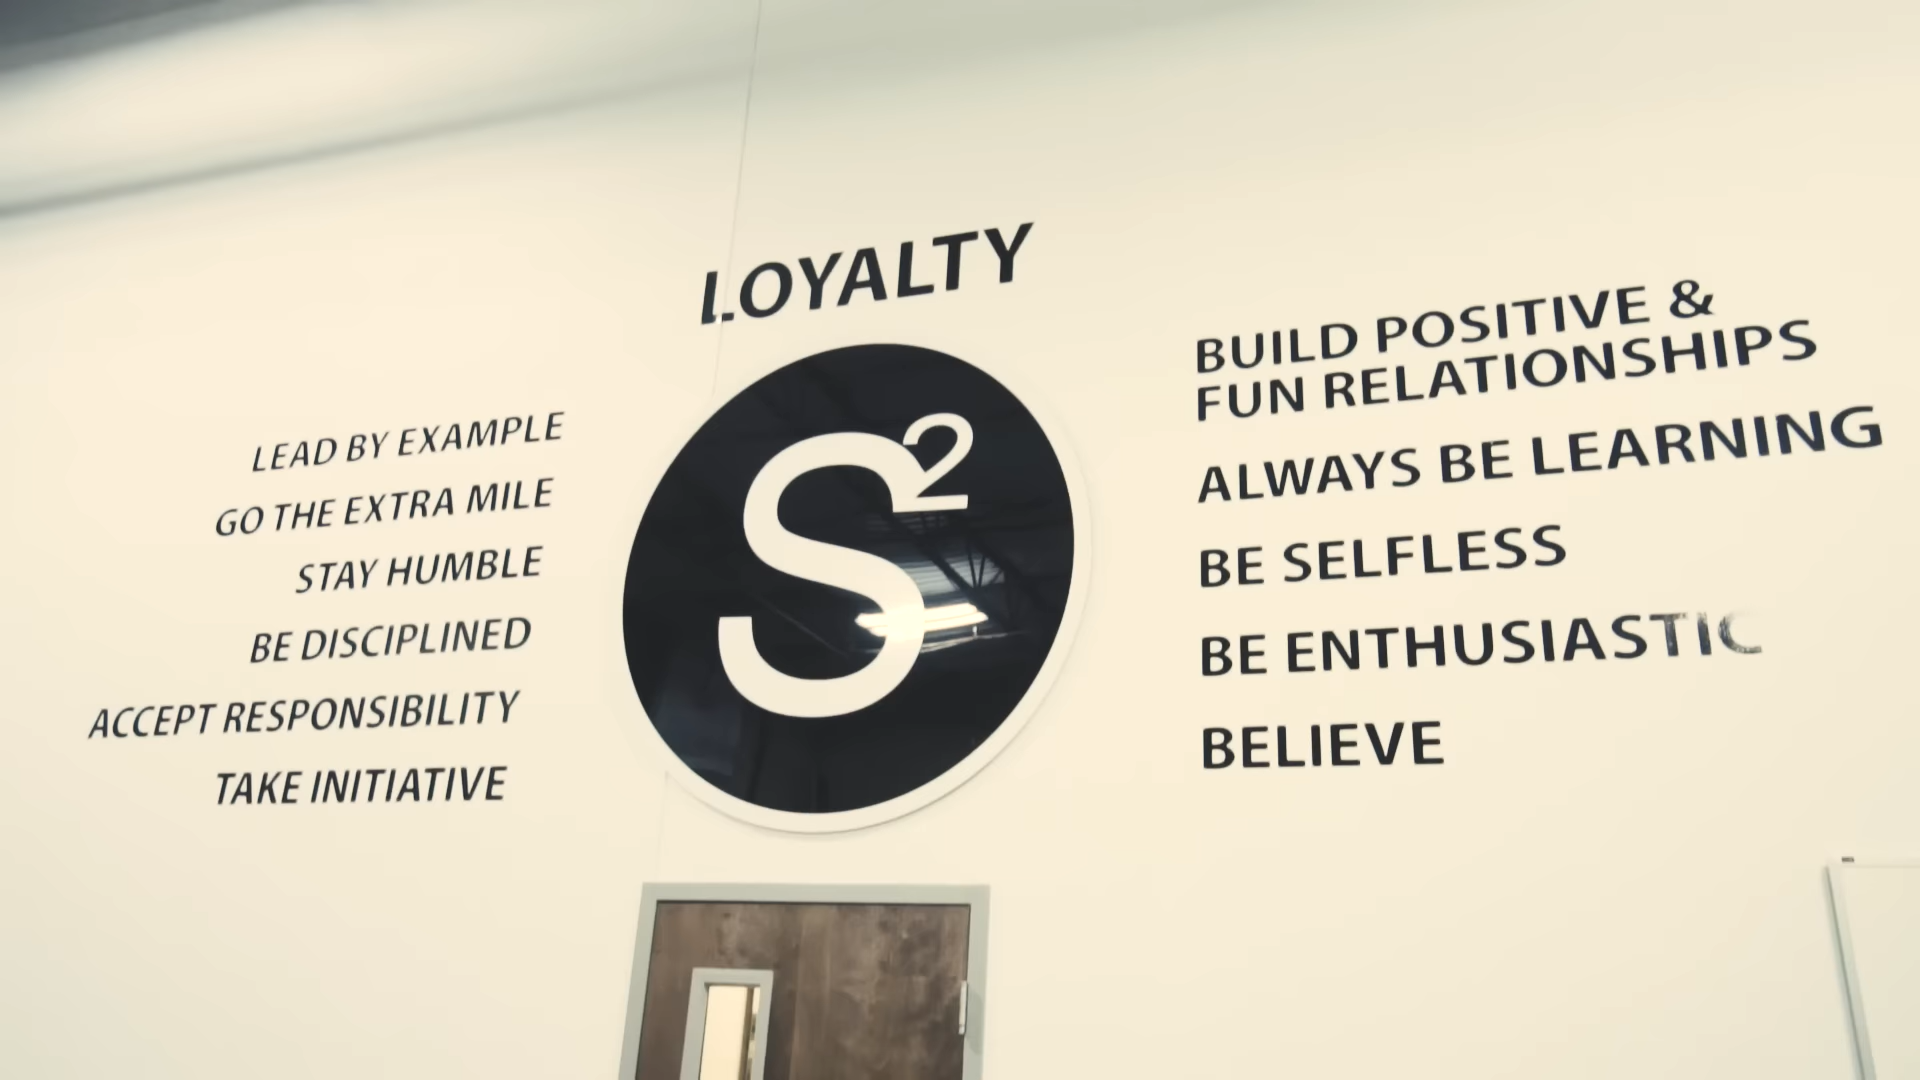 LOYALTY
S²
LEAD BY EXAMPLE
GO THE EXTRA MILE
STAY HUMBLE
BE DISCIPLINED
ACCEPT RESPONSIBILITY
TAKE INITIATIVE
BUILD POSITIVE &
FUN RELATIONSHIPS
ALWAYS BE LEARNING
BE SELFLESS
BE ENTHUSIASTIC
BELIEVE